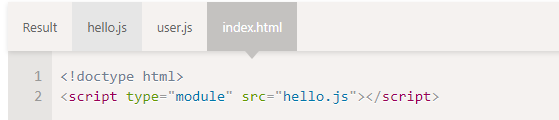 Result hello.js user.js index.html
1 <!doctype html>
2 <script type="module" src="hello.js"></script>